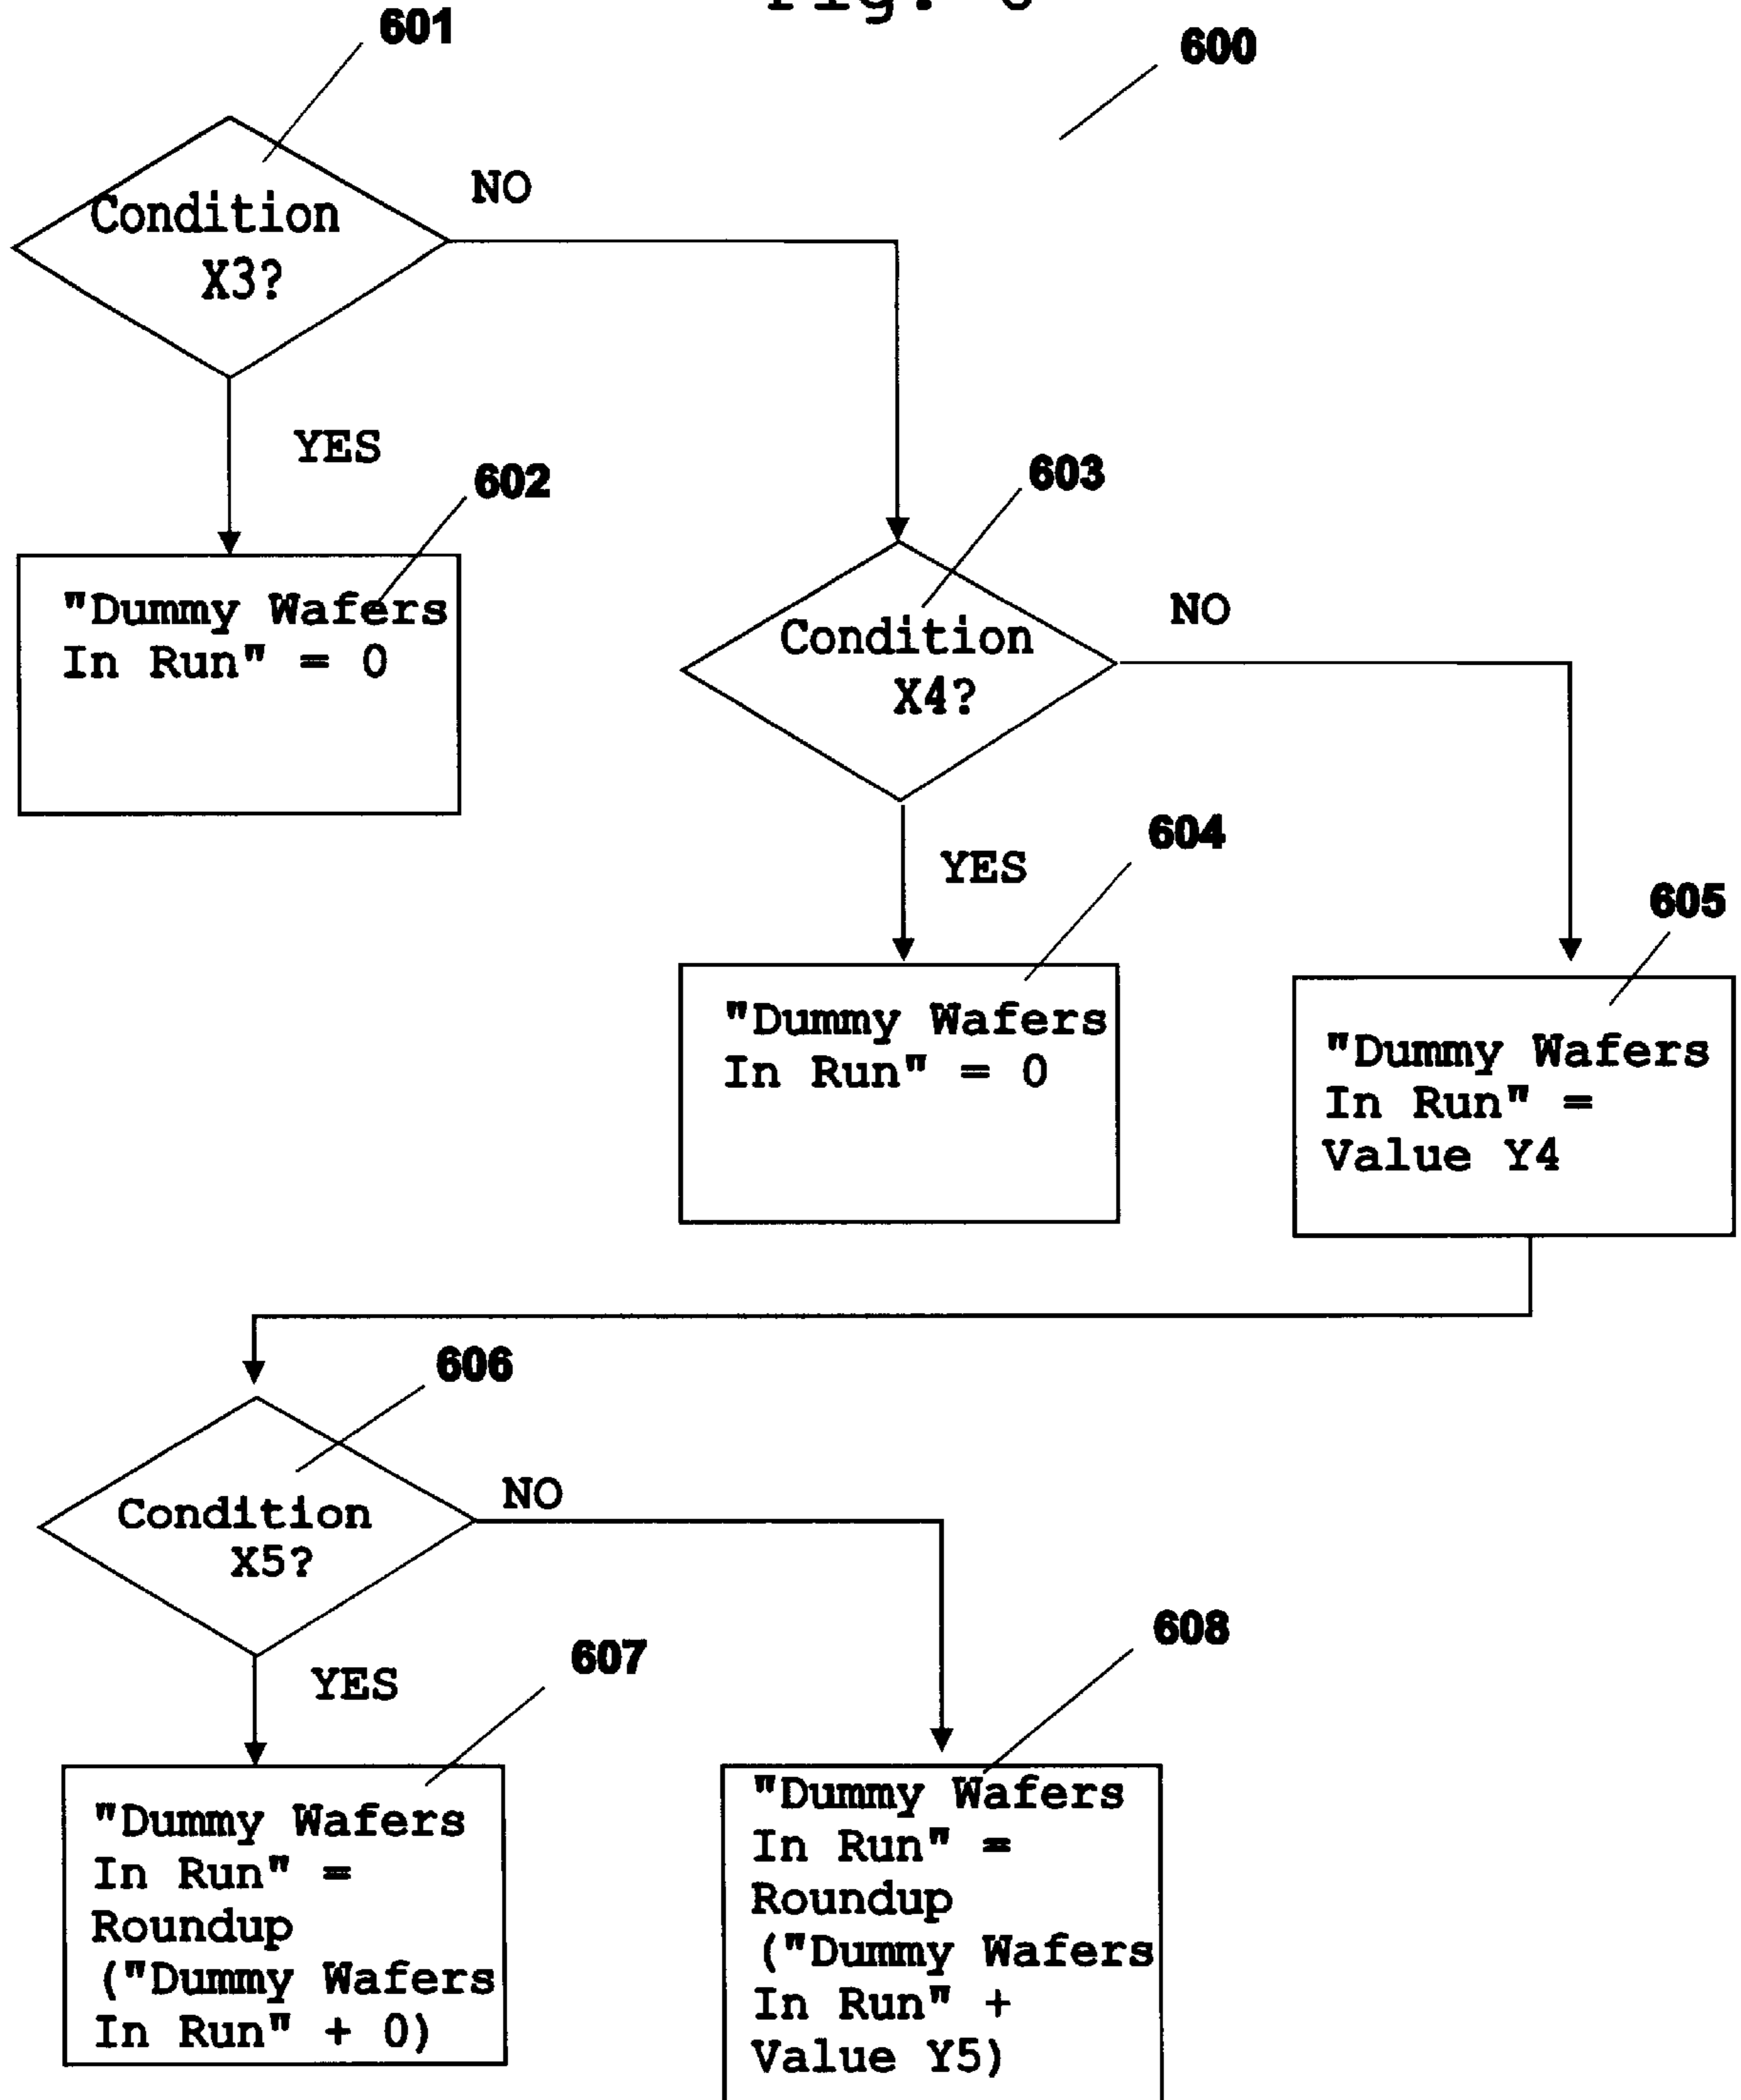 601
600
Condition
X3?
NO
YES
602
"Dummy Wafers
In Run" = 0
603
Condition
X4?
NO
YES
604
605
"Dummy Wafers
In Run" = 0
"Dummy Wafers
In Run" =
Value Y4
606
Condition
X5?
NO
YES
607
608
"Dummy Wafers
In Run" =
Roundup
("Dummy Wafers
In Run" + 0)
"Dummy Wafers
In Run" =
Roundup
("Dummy Wafers
In Run" +
Value Y5)